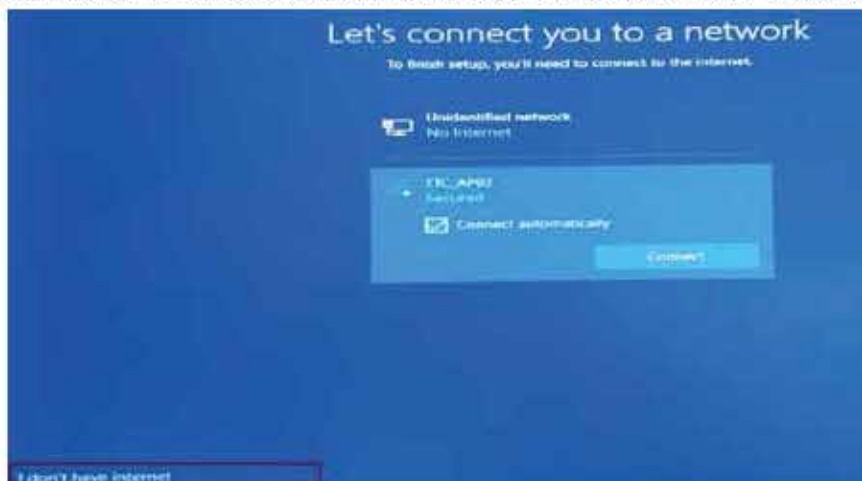 Let's connect you to a network
To finish setup, you'll need to connect to the internet.
Unidentified network
No Internet
Secured
Connect automatically
Connect
I don't have internet